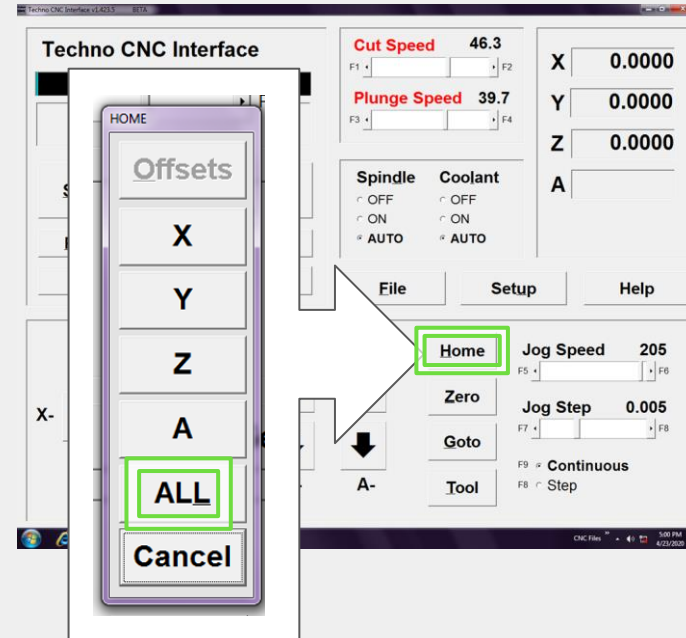 Techno CNC Interface v1.423.5 BETA
Techno CNC Interface
Cut Speed 46.3
F1 F2
Plunge Speed 39.7
F3 F4
X 0.0000
Y 0.0000
Z 0.0000
A
Spindle Coolant
OFF OFF
ON ON
AUTO AUTO
File Setup Help
HOME
Offsets
X
Y
Z
A
ALL
Cancel
X-
A-
Home
Zero
Goto
Tool
Jog Speed 205
F5 F6
Jog Step 0.005
F7 F8
F9 Continuous
F8 Step
CNC Files
5:00 PM
4/23/2020